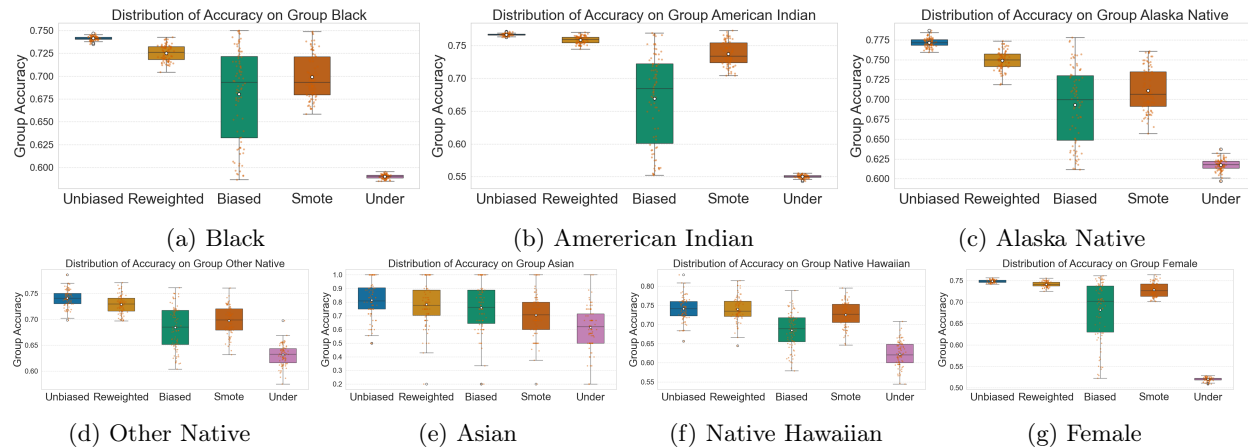 Distribution of Accuracy on Group Black
Group Accuracy
0.750
0.725
0.700
0.675
0.650
0.625
0.600
Unbiased Reweighted Biased Smote Under
(a) Black
Distribution of Accuracy on Group American Indian
Group Accuracy
0.75
0.70
0.65
0.60
0.55
Unbiased Reweighted Biased Smote Under
(b) Amererican Indian
Distribution of Accuracy on Group Alaska Native
Group Accuracy
0.775
0.750
0.725
0.700
0.675
0.650
0.625
0.600
Unbiased Reweighted Biased Smote Under
(c) Alaska Native
Distribution of Accuracy on Group Other Native
Group Accuracy
0.75
0.70
0.65
0.60
Unbiased Reweighted Biased Smote Under
(d) Other Native
Distribution of Accuracy on Group Asian
Group Accuracy
1.0
0.9
0.8
0.7
0.6
0.5
0.4
0.3
0.2
Unbiased Reweighted Biased Smote Under
(e) Asian
Distribution of Accuracy on Group Native Hawaiian
Group Accuracy
0.80
0.75
0.70
0.65
0.60
0.55
Unbiased Reweighted Biased Smote Under
(f) Native Hawaiian
Distribution of Accuracy on Group Female
Group Accuracy
0.75
0.70
0.65
0.60
0.55
0.50
Unbiased Reweighted Biased Smote Under
(g) Female